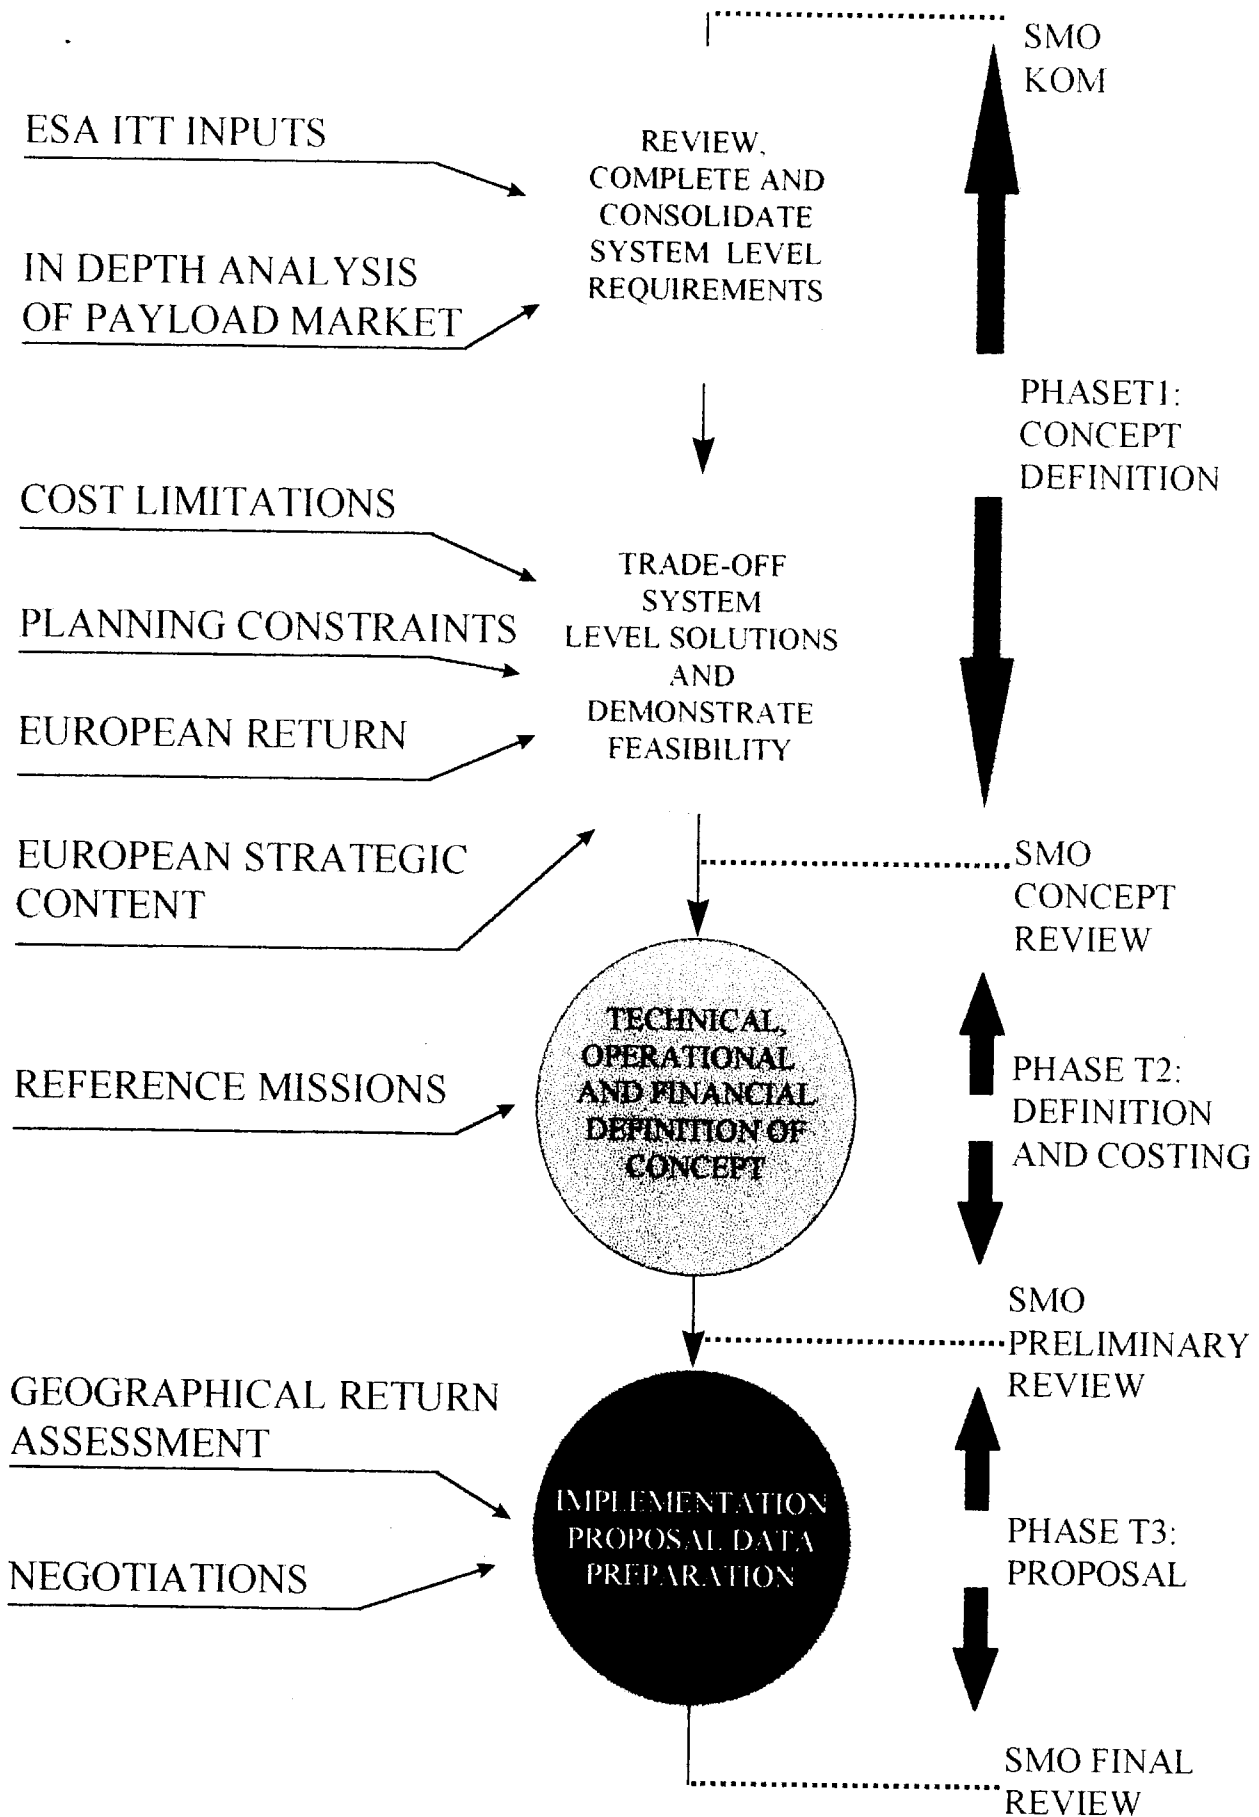 SMO
KOM
ESA ITT INPUTS
REVIEW,
COMPLETE AND
CONSOLIDATE
SYSTEM LEVEL
REQUIREMENTS
IN DEPTH ANALYSIS
OF PAYLOAD MARKET
PHASET1:
CONCEPT
DEFINITION
COST LIMITATIONS
PLANNING CONSTRAINTS
EUROPEAN RETURN
EUROPEAN STRATEGIC
CONTENT
TRADE-OFF
SYSTEM
LEVEL SOLUTIONS
AND
DEMONSTRATE
FEASIBILITY
SMO
CONCEPT
REVIEW
REFERENCE MISSIONS
TECHNICAL,
OPERATIONAL
AND FINANCIAL
DEFINITION OF
CONCEPT
PHASE T2:
DEFINITION
AND COSTING
SMO
PRELIMINARY
REVIEW
GEOGRAPHICAL RETURN
ASSESSMENT
NEGOTIATIONS
IMPLEMENTATION
PROPOSAL DATA
PREPARATION
PHASE T3:
PROPOSAL
SMO FINAL
REVIEW